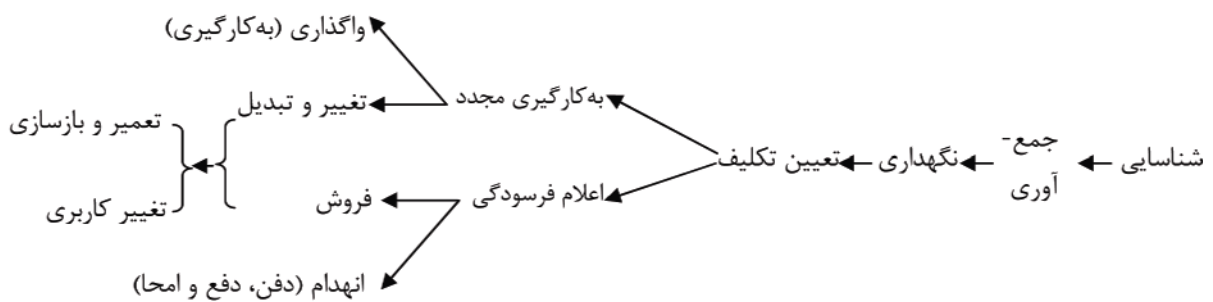 شناسایی
جمع-
آوری
نگهداری
تعیین تکلیف
به‌کارگیری مجدد
واگذاری (به‌کارگیری)
تغییر و تبدیل
اعلام فرسودگی
فروش
انهدام (دفن، دفع و امحا)
تعمیر و بازسازی
تغییر کاربری